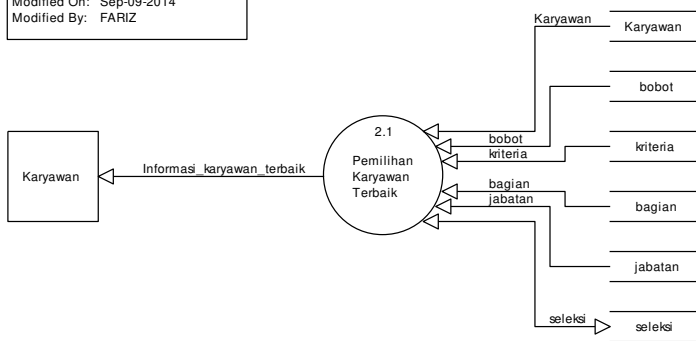 Modified On: Sep-09-2014
Modified By: FARIZ
Karyawan
Karyawan
bobot
2.1
bobot
kriteria
kriteria
Pemilihan
Karyawan
Terbaik
Informasi_karyawan_terbaik
Karyawan
bagian
jabatan
bagian
jabatan
seleksi
seleksi